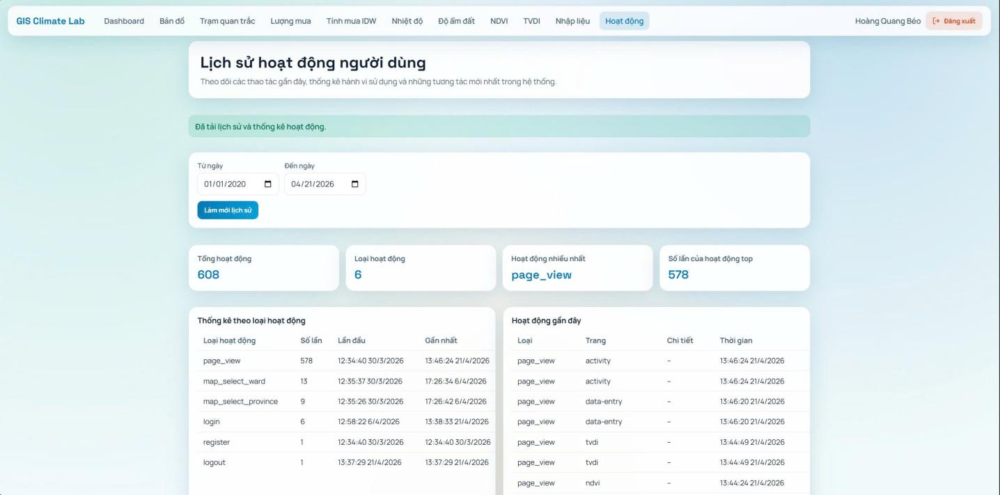 GIS Climate Lab Dashboard Bản đồ Trạm quan trắc Lượng mưa Tính mưa IDW Nhiệt độ Độ ẩm đất NDVI TVDI Nhập liệu Hoạt động Hoàng Quang Béo Đăng xuất
Lịch sử hoạt động người dùng
Theo dõi các thao tác gần đây, thống kê hành vi sử dụng và những tương tác mới nhất trong hệ thống.
Đã tải lịch sử và thống kê hoạt động.
Từ ngày Đến ngày
01/01/2020 04/21/2026
Làm mới lịch sử
Tổng hoạt động Loại hoạt động Hoạt động nhiều nhất Số lần của hoạt động top
608 6 page_view 578
Thống kê theo loại hoạt động
Loại hoạt động Số lần Lần đầu Gần nhất
page_view 578 12:34:40 30/3/2026 13:46:24 21/4/2026
map_select_ward 13 12:35:37 30/3/2026 17:26:34 6/4/2026
map_select_province 9 12:35:26 30/3/2026 17:26:42 6/4/2026
login 6 12:58:22 6/4/2026 13:38:33 21/4/2026
register 1 12:34:40 30/3/2026 12:34:40 30/3/2026
logout 1 13:37:29 21/4/2026 13:37:29 21/4/2026
Hoạt động gần đây
Loại Trang Chi tiết Thời gian
page_view activity – 13:46:24 21/4/2026
page_view activity – 13:46:24 21/4/2026
page_view data-entry – 13:46:20 21/4/2026
page_view data-entry – 13:46:20 21/4/2026
page_view tvdi – 13:44:49 21/4/2026
page_view tvdi – 13:44:49 21/4/2026
page_view ndvi – 13:44:24 21/4/2026